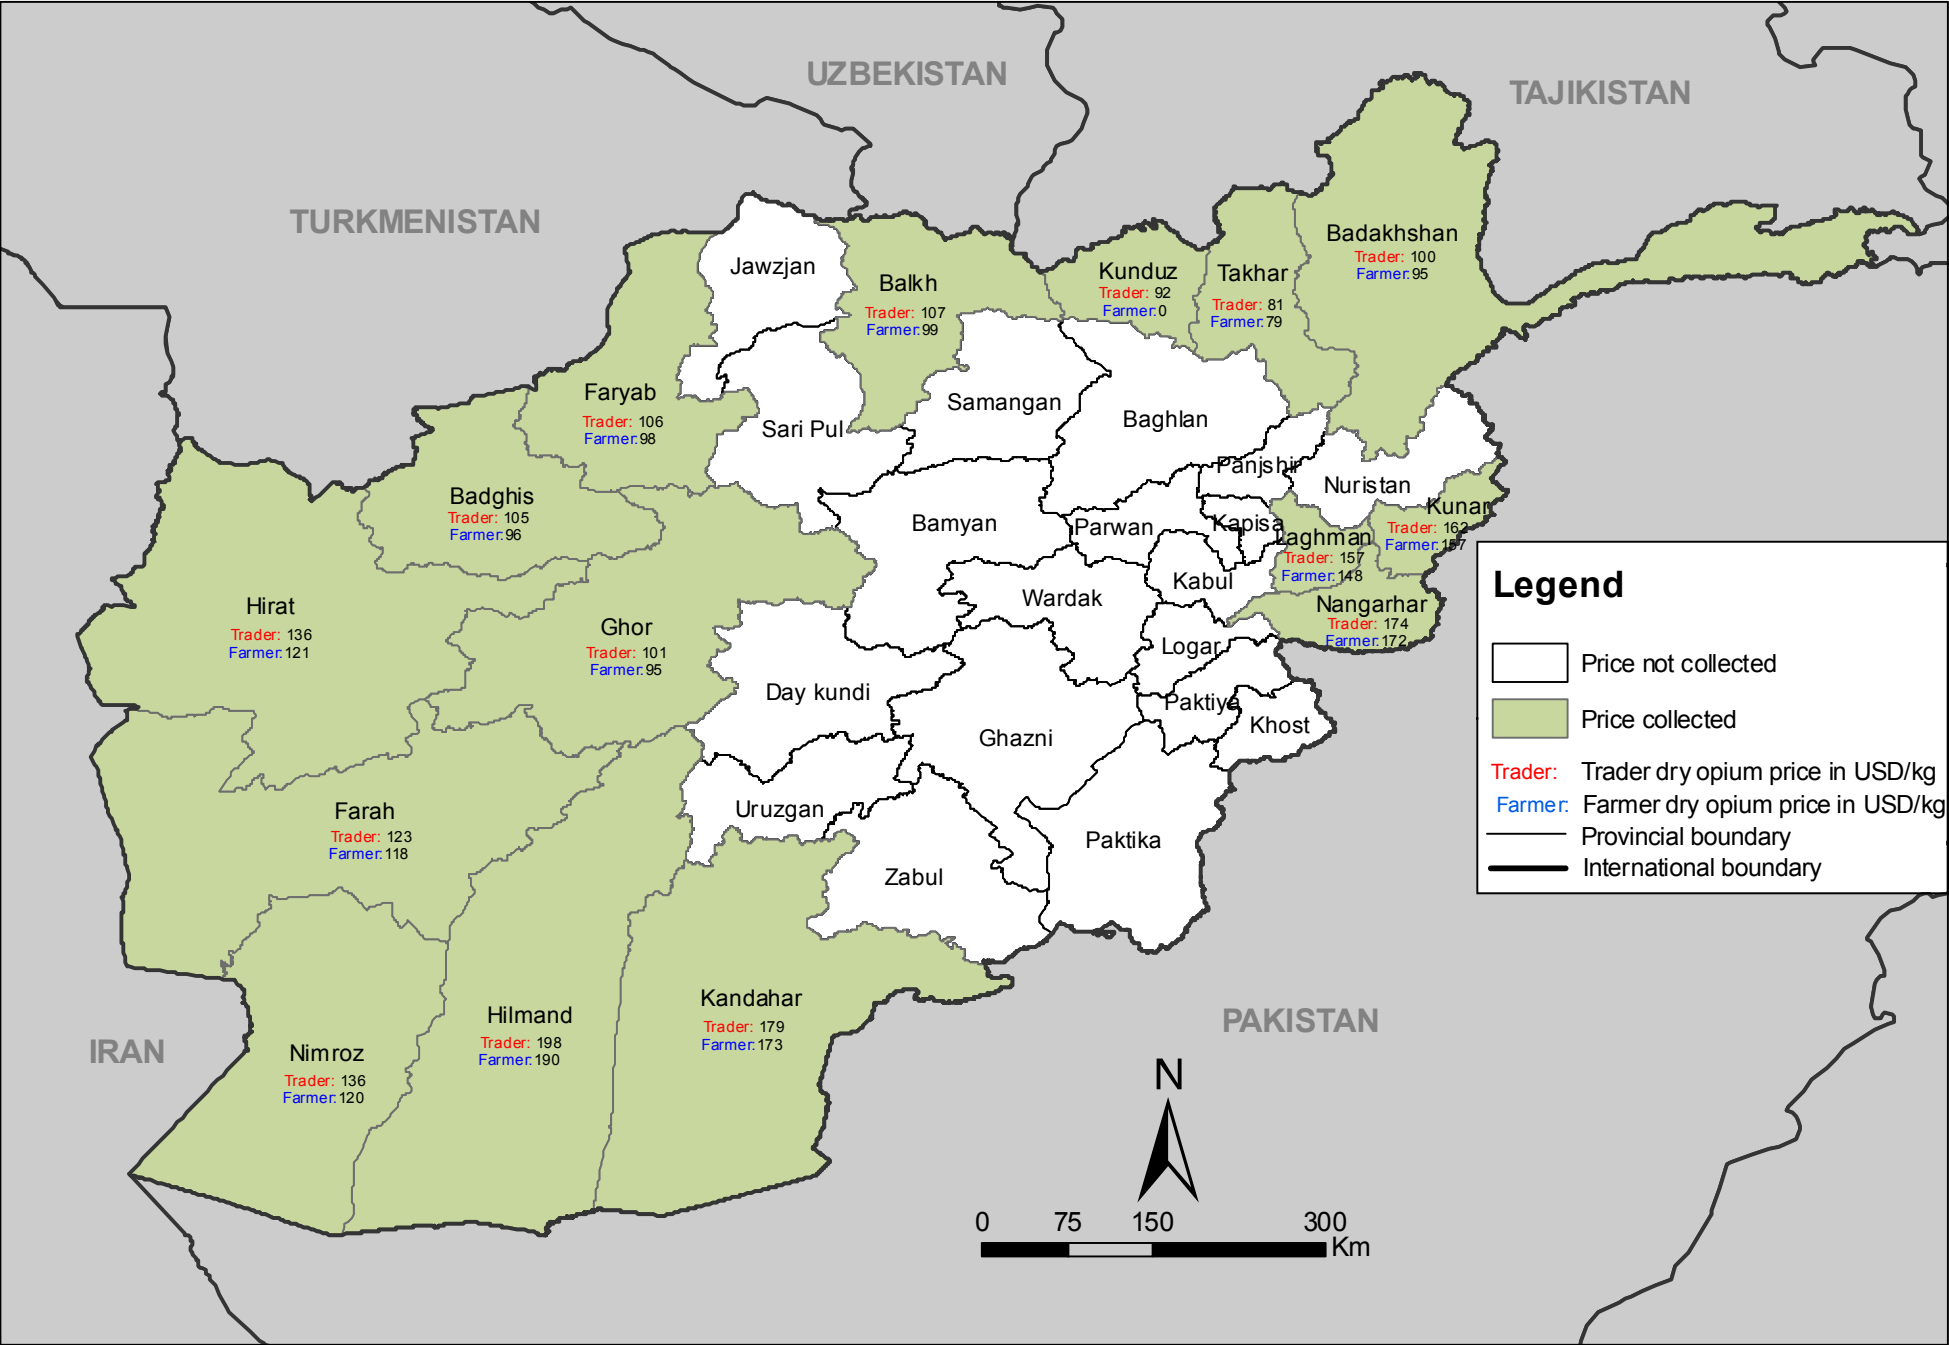 UZBEKISTAN
TAJIKISTAN
TURKMENISTAN
Badakhshan
Trader: 100
Farmer:95
Jawzjan
Balkh
Trader: 107
Farmer:99
Kunduz
Trader: 92
Farmer:0
Takhar
Trader: 81
Farmer:79
Faryab
Trader: 106
Farmer:98
Sari Pul
Samangan
Baghlan
Panjshir
Nuristan
Badghis
Trader: 105
Farmer:96
Bamyan
Parwan
Kapisa
Laghman
Trader: 157
Farmer:148
Kunar
Trader: 162
Farmer:157
Hirat
Trader: 136
Farmer:121
Ghor
Trader: 101
Farmer:95
Wardak
Kabul
Nangarhar
Trader: 174
Farmer:172
Logar
Day kundi
Paktiya
Khost
Ghazni
Farah
Trader: 123
Farmer:118
Uruzgan
Zabul
Paktika
Hilmand
Trader: 198
Farmer:190
Kandahar
Trader: 179
Farmer:173
Nimroz
Trader: 136
Farmer:120
IRAN
PAKISTAN
Legend
Price not collected
Price collected
Trader: Trader dry opium price in USD/kg
Farmer: Farmer dry opium price in USD/kg
Provincial boundary
International boundary
N
0 75 150 300
Km